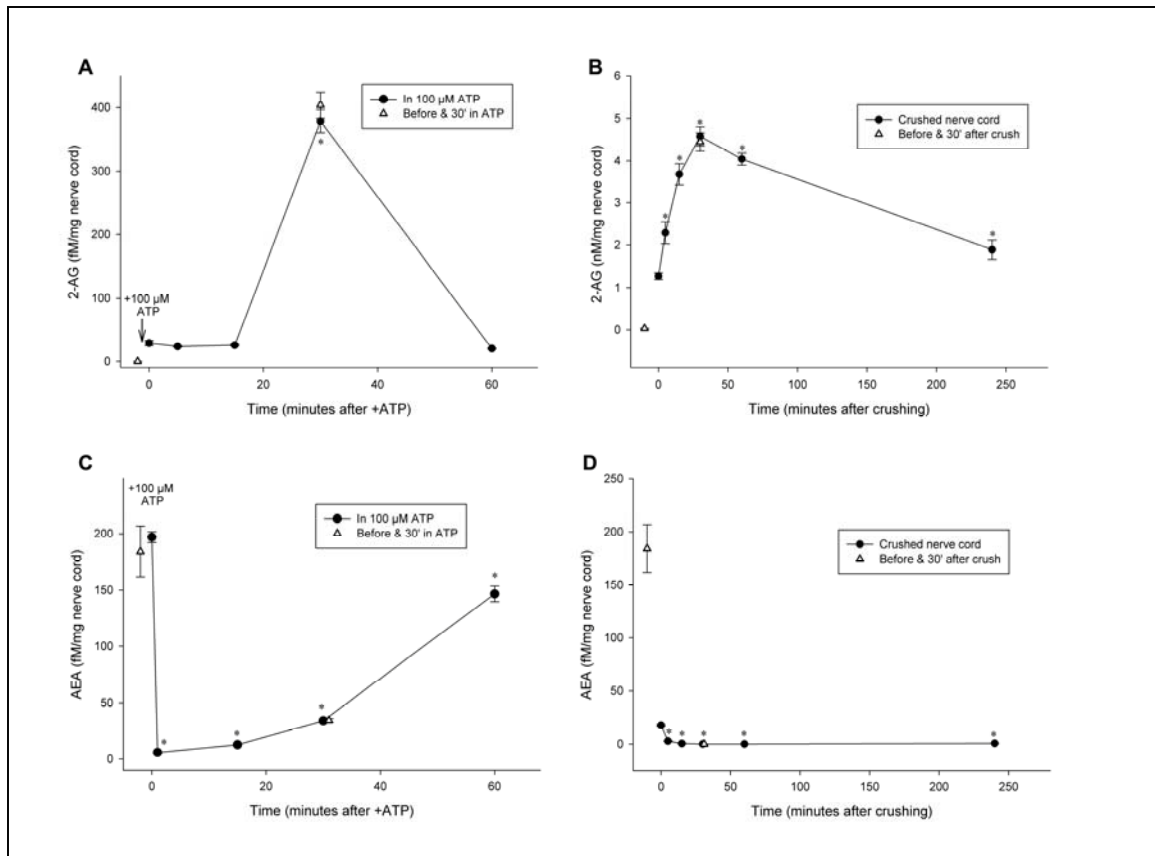 A
In 100 µM ATP
Before & 30' in ATP
2-AG (fM/mg nerve cord)
400
300
200
100
0
+100 µM
ATP
0
20
40
60
Time (minutes after +ATP)
B
Crushed nerve cord
Before & 30' after crush
2-AG (nM/mg nerve cord)
6
5
4
3
2
1
0
*
*
*
*
*
*
0
50
100
150
200
250
Time (minutes after crushing)
C
+100 µM
ATP
In 100 µM ATP
Before & 30' in ATP
AEA (fM/mg nerve cord)
200
150
100
50
0
*
*
*
*
0
20
40
60
Time (minutes after +ATP)
D
Crushed nerve cord
Before & 30' after crush
AEA (fM/mg nerve cord)
250
200
150
100
50
0
* * * * *
0
50
100
150
200
250
Time (minutes after crushing)